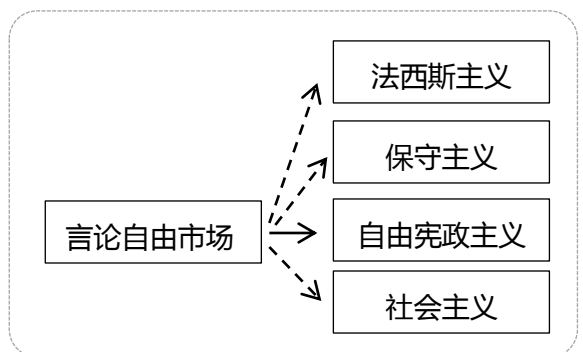 法西斯主义
保守主义
言论自由市场
自由宪政主义
社会主义